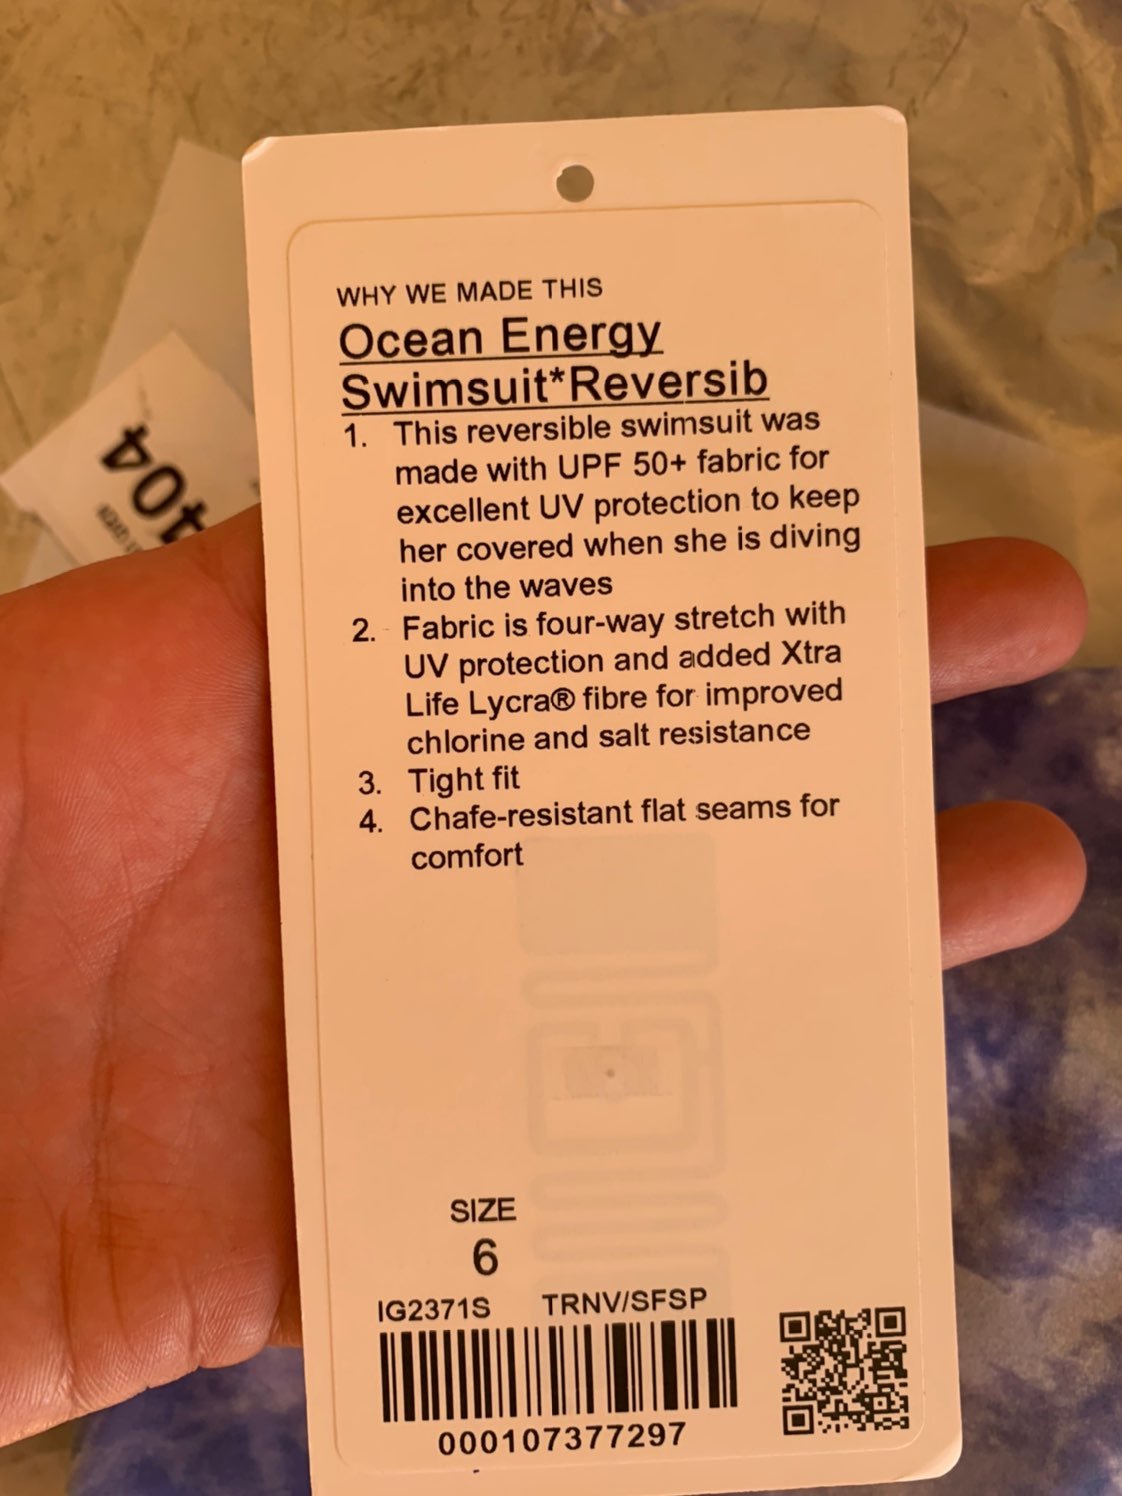 WHY WE MADE THIS
Ocean Energy
Swimsuit*Reversib
1. This reversible swimsuit was
made with UPF 50+ fabric for
excellent UV protection to keep
her covered when she is diving
into the waves
2. Fabric is four-way stretch with
UV protection and added Xtra
Life Lycra® fibre for improved
chlorine and salt resistance
3. Tight fit
4. Chafe-resistant flat seams for
comfort
SIZE
6
IG2371S TRNV/SFSP
000107377297
404